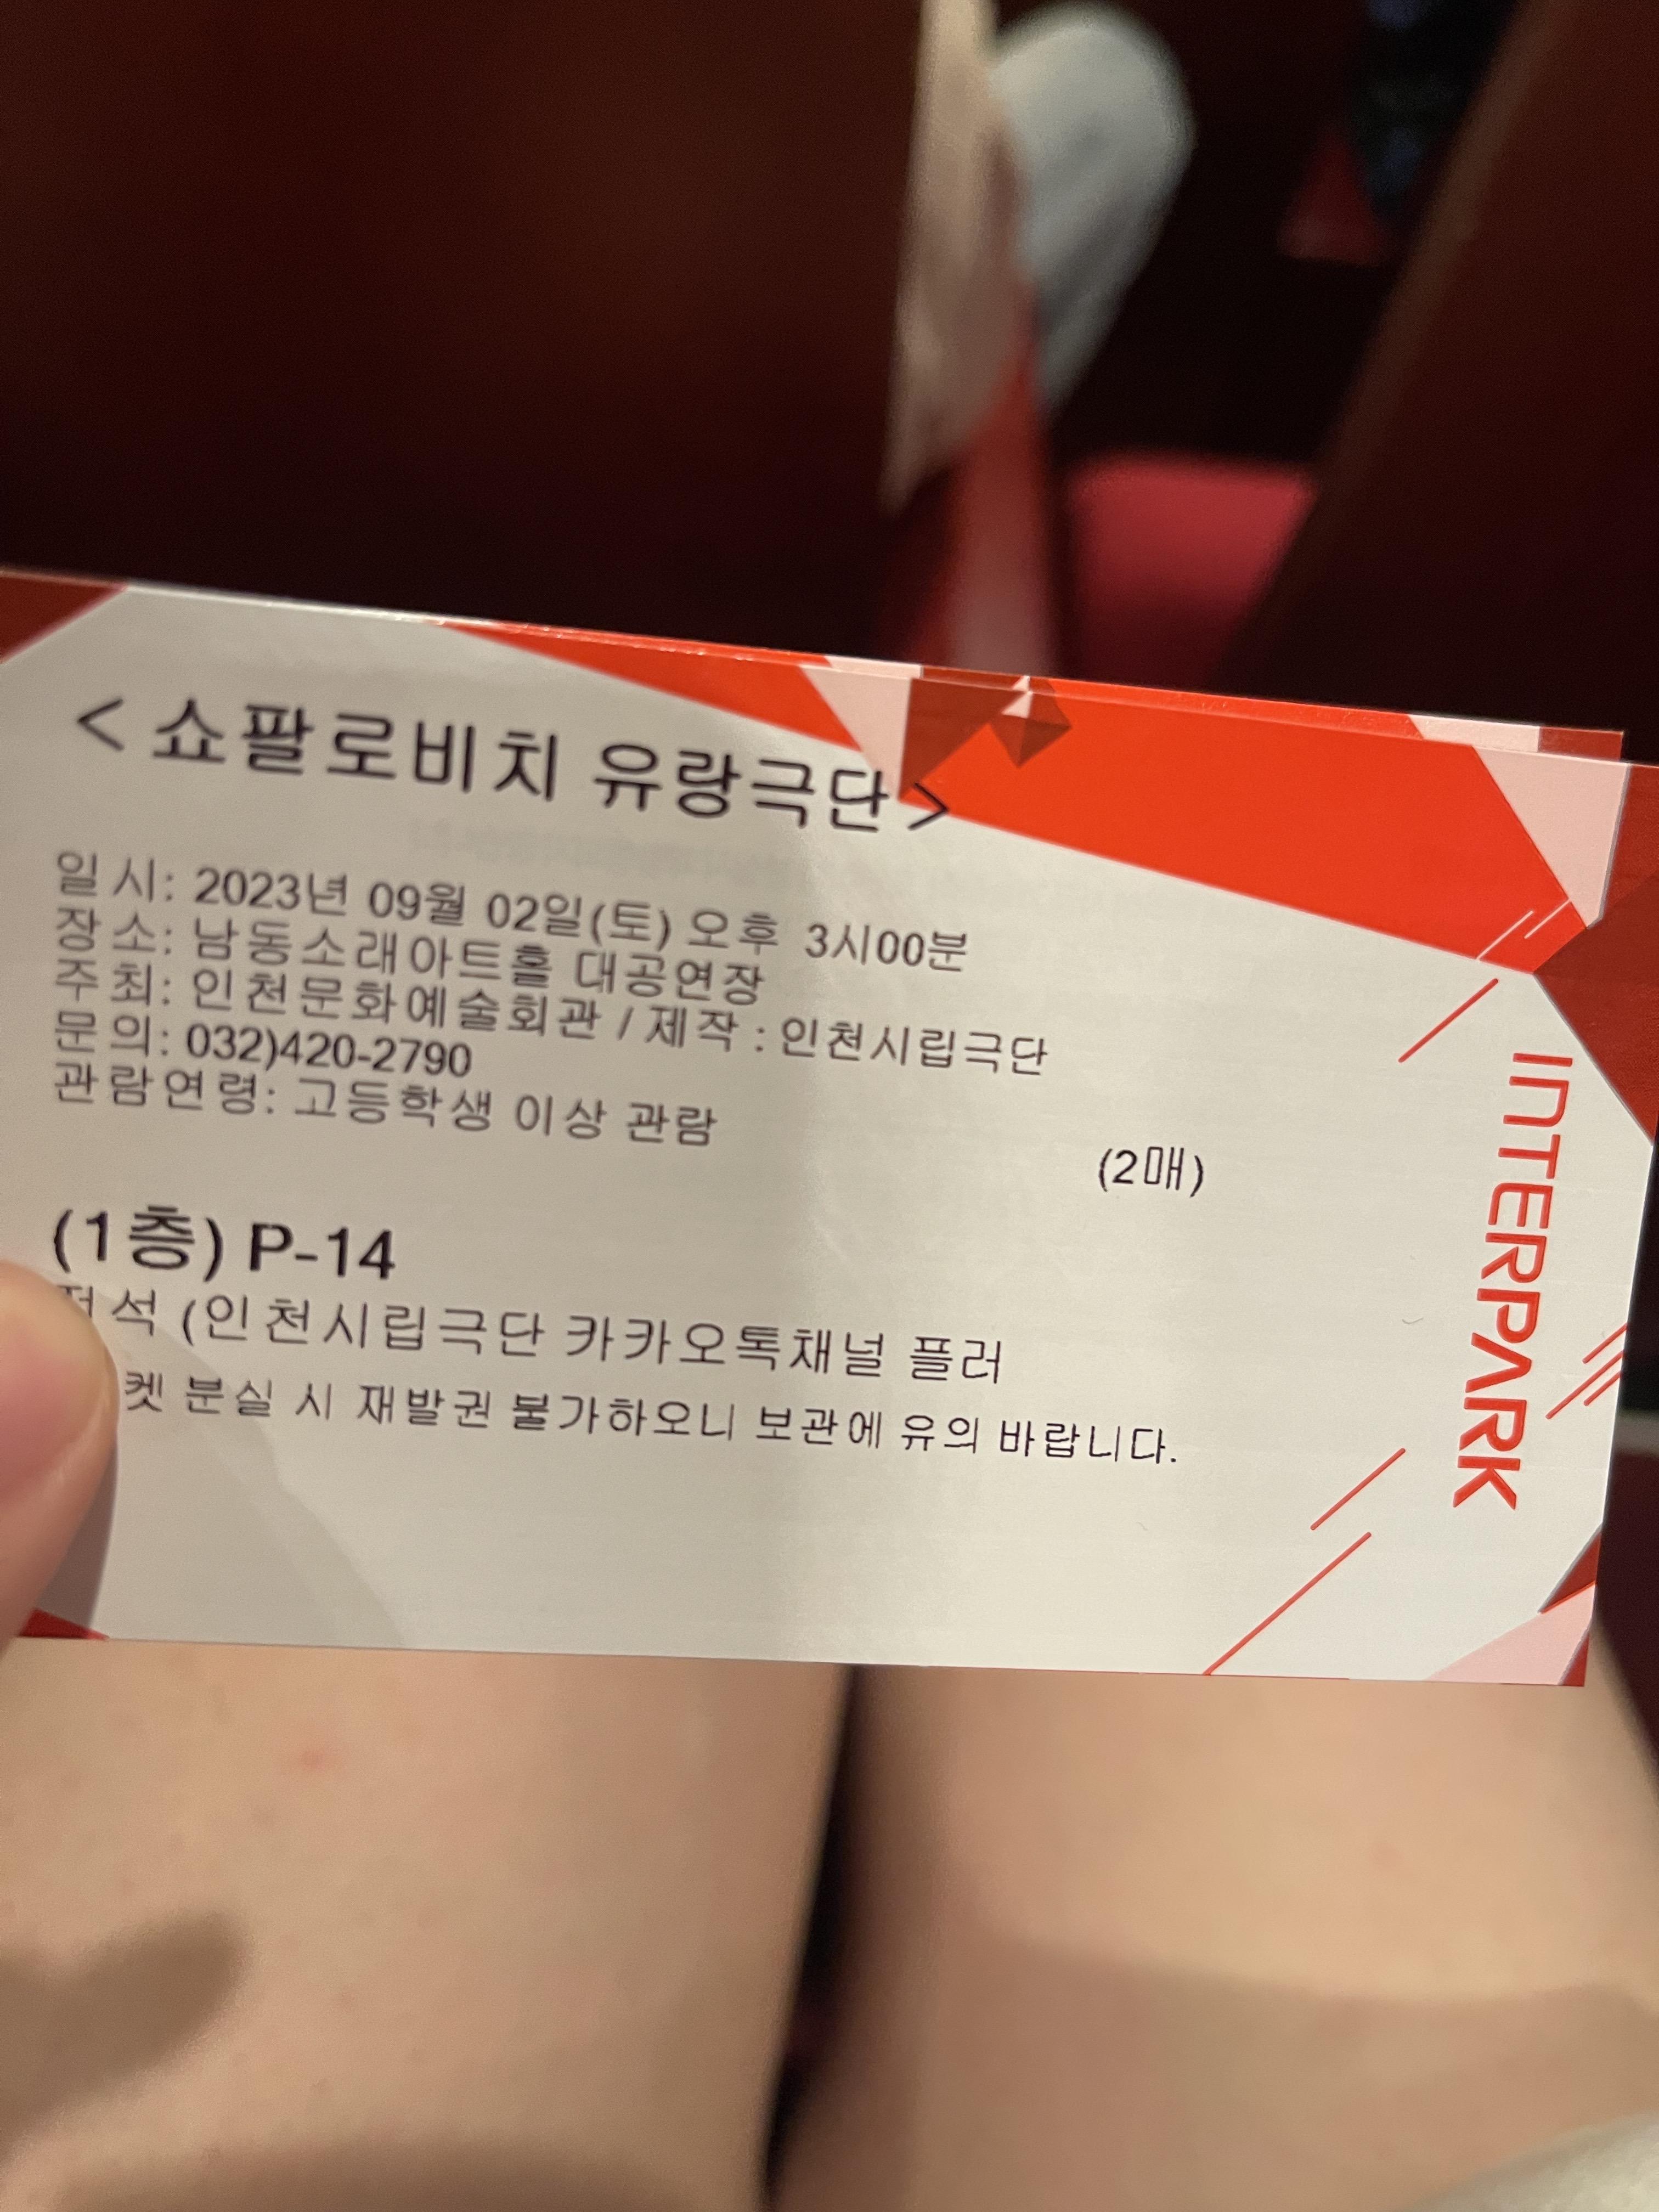 < 쇼팔로비치 유랑극단>
일시: 2023년 09월 02일(토) 오후 3시00분
장소: 남동소래아트홀 대공연장
주최: 인천문화예술회관 / 제작 : 인천시립극단
문의: 032)420-2790
관람연령: 고등학생 이상 관람
(2매)
(1층) P-14
석 (인천시립극단 카카오톡채널 플러
켓 분실 시 재발권 불가하오니 보관에 유의 바랍니다.
INTERPARK